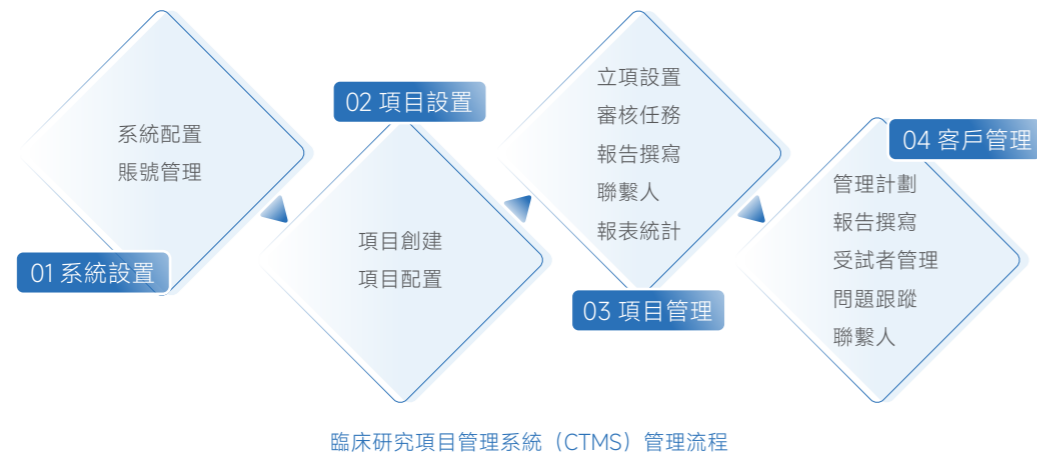 系統配置
賬號管理
01 系統設置
02 項目設置
項目創建
項目配置
立項設置
審核任務
報告撰寫
聯繫人
報表統計
03 項目管理
04 客戶管理
管理計劃
報告撰寫
受試者管理
問題跟蹤
聯繫人
臨床研究項目管理系統（CTMS）管理流程